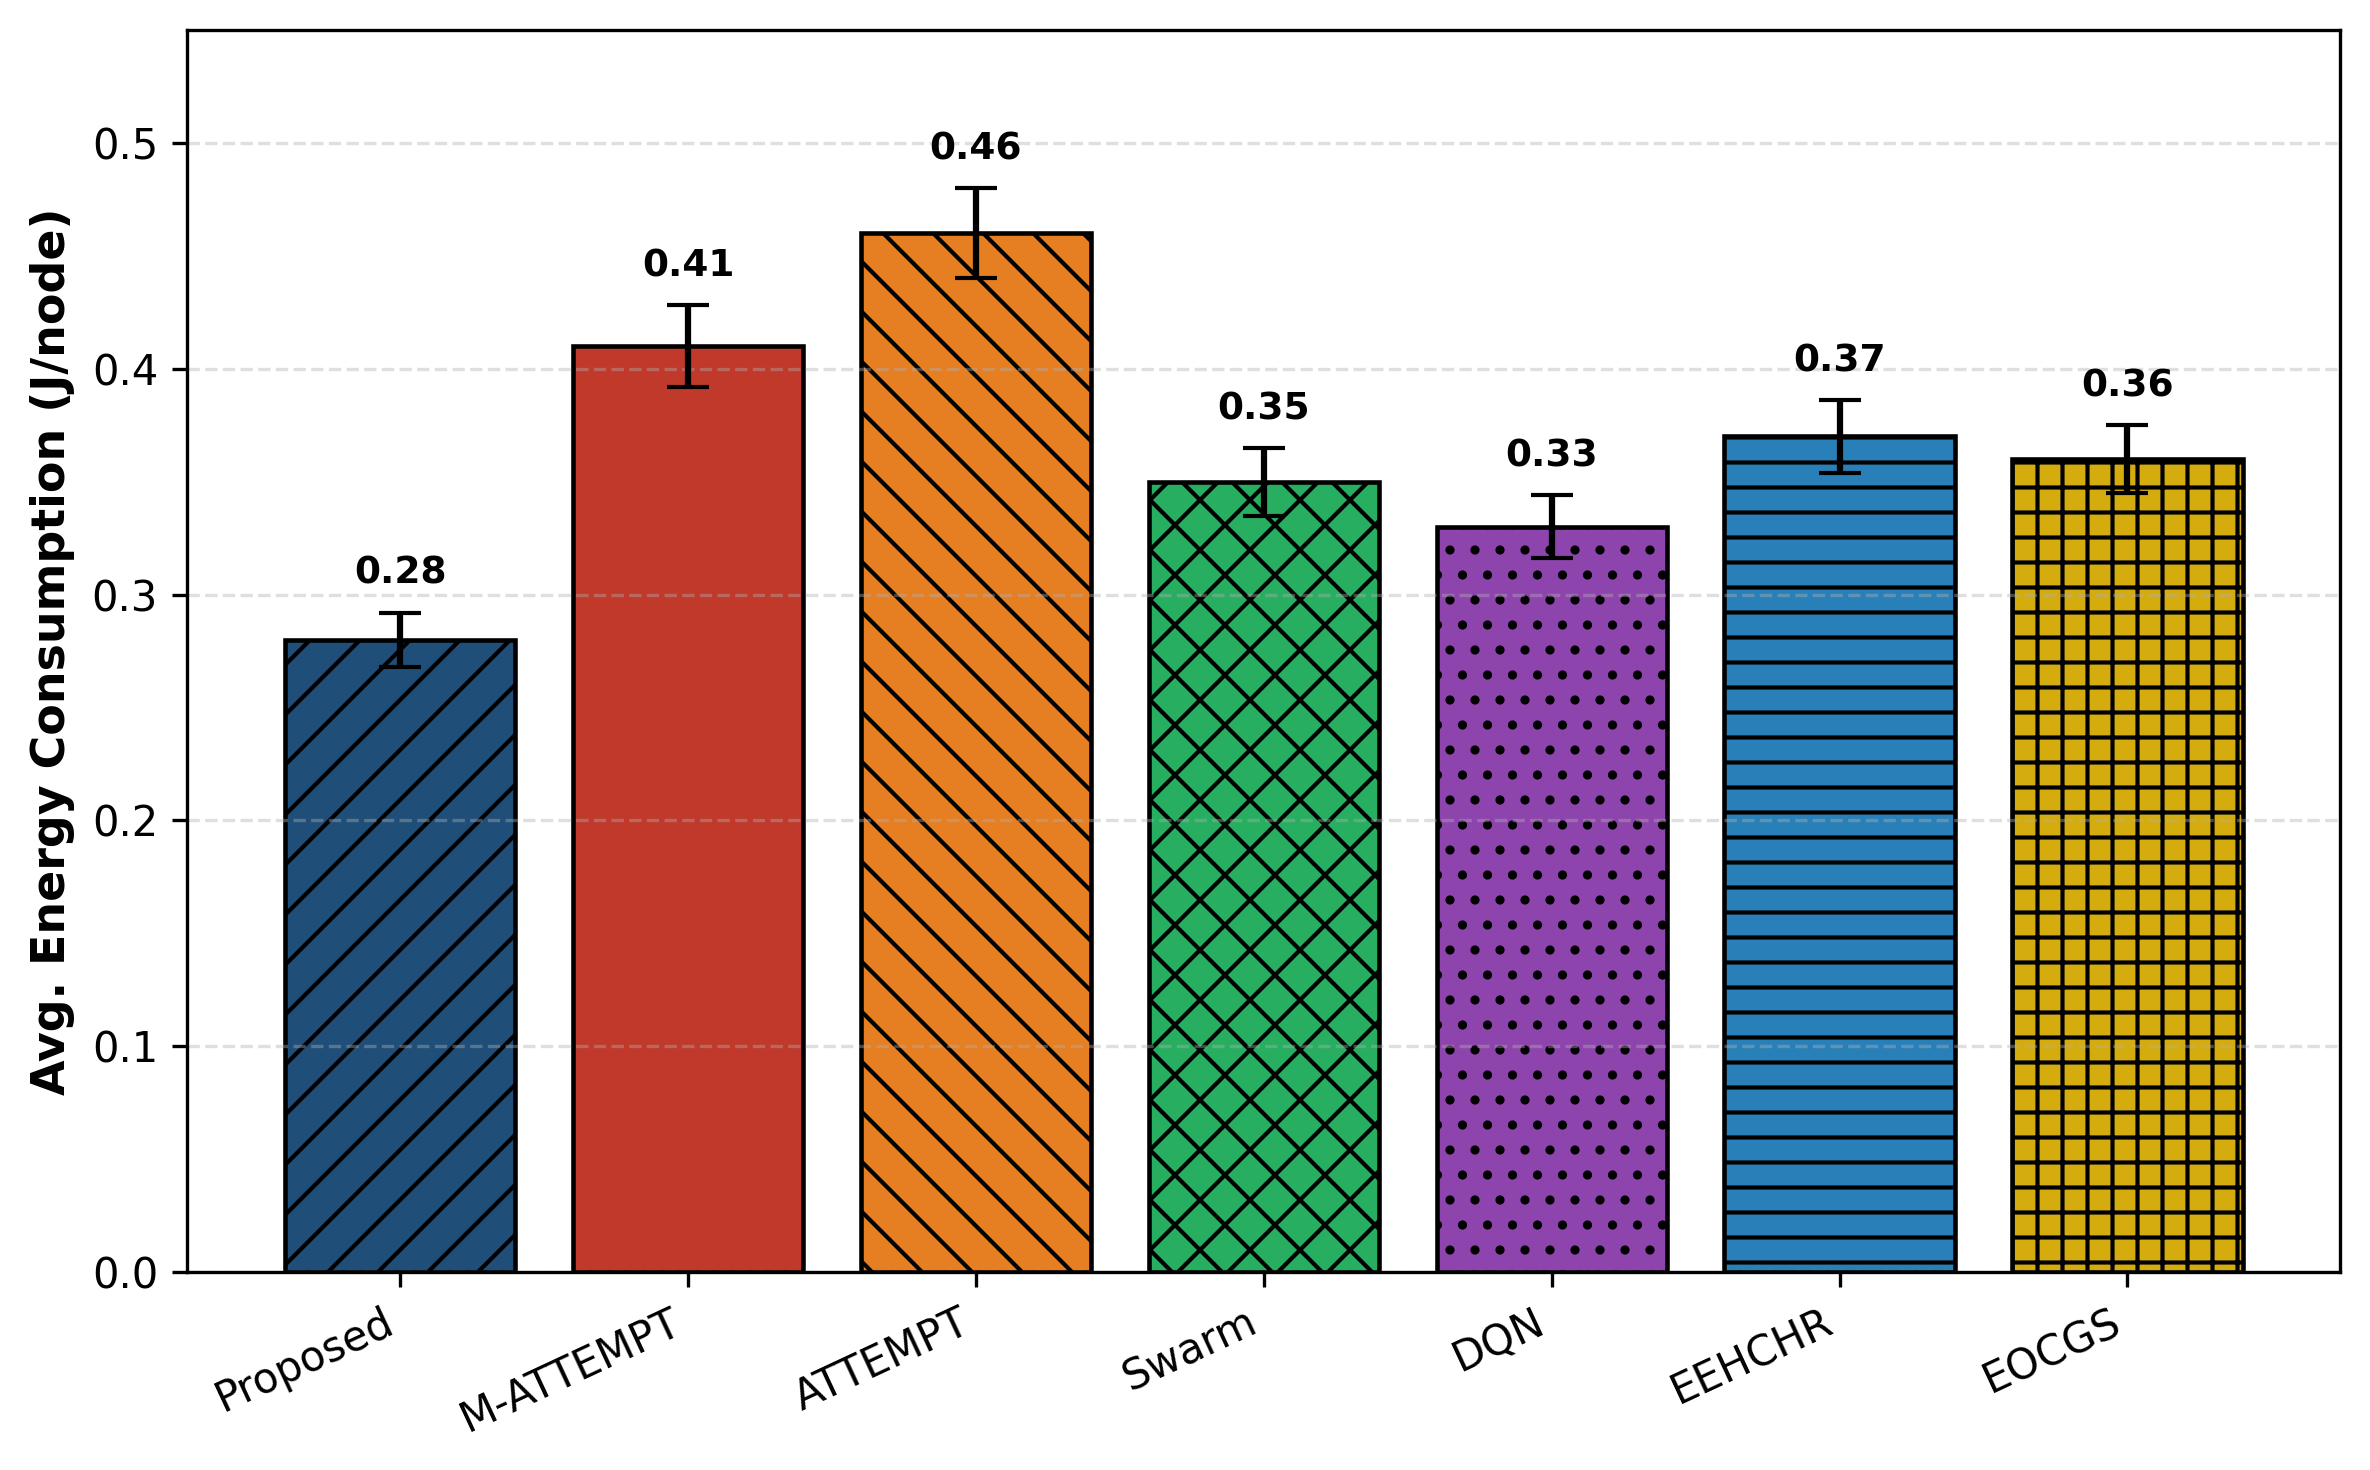 Avg. Energy Consumption (J/node)
0.5
0.4
0.3
0.2
0.1
0.0
0.28
0.41
0.46
0.35
0.33
0.37
0.36
Proposed
M-ATTEMPT
ATTEMPT
Swarm
DQN
EEHCHR
EOCGS